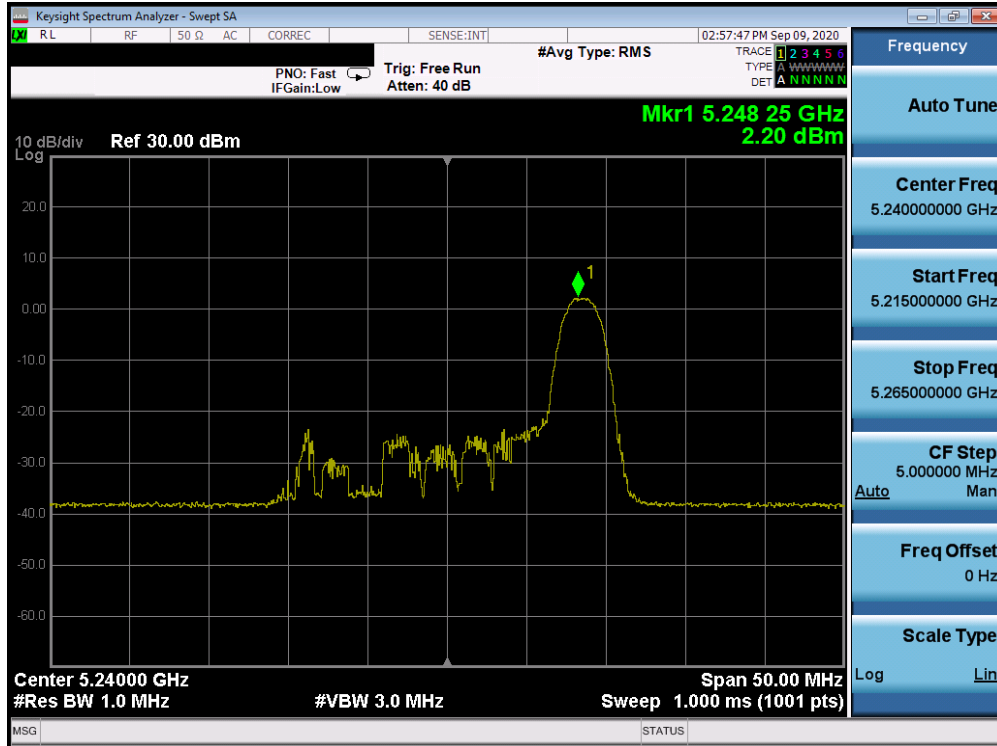 Keysight Spectrum Analyzer - Swept SA
LXI RL RF 50 Ω AC CORREC SENSE:INT 02:57:47 PM Sep 09, 2020
#Avg Type: RMS
TRACE 1 2 3 4 5 6
PNO: Fast
IFGain:Low
Trig: Free Run
Atten: 40 dB
TYPE A WWWWW
DET A N N N N N
Mkr1 5.248 25 GHz
2.20 dBm
10 dB/div Ref 30.00 dBm
Log
20.0
10.0
0.00
-10.0
-20.0
-30.0
-40.0
-50.0
-60.0
1
Center 5.24000 GHz Span 50.00 MHz
#Res BW 1.0 MHz #VBW 3.0 MHz Sweep 1.000 ms (1001 pts)
MSG STATUS
Frequency
Auto Tune
Center Freq
5.240000000 GHz
Start Freq
5.215000000 GHz
Stop Freq
5.265000000 GHz
CF Step
5.000000 MHz
Auto Man
Freq Offset
0 Hz
Scale Type
Log Lin